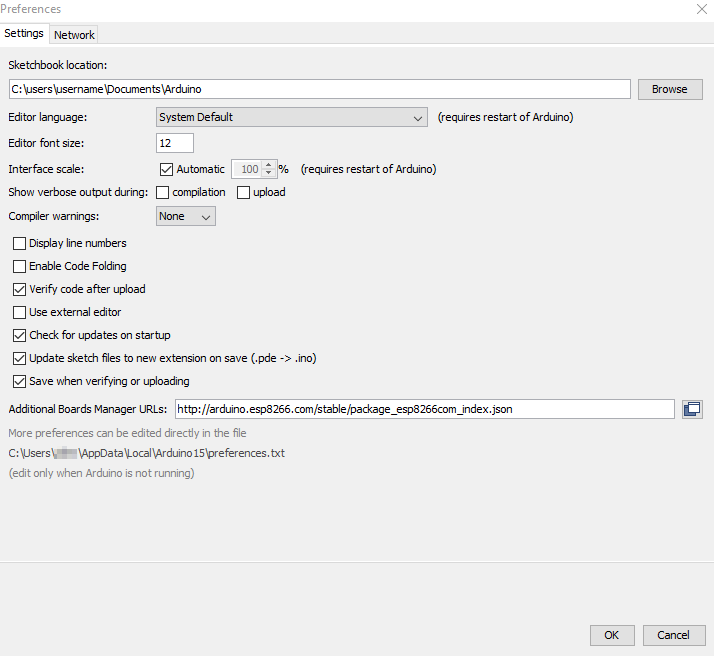 Preferences
Settings Network
Sketchbook location:
C:\users\username\Documents\Arduino Browse
Editor language: System Default (requires restart of Arduino)
Editor font size: 12
Interface scale: Automatic 100 % (requires restart of Arduino)
Show verbose output during: compilation upload
Compiler warnings: None
Display line numbers
Enable Code Folding
Verify code after upload
Use external editor
Check for updates on startup
Update sketch files to new extension on save (.pde -> .ino)
Save when verifying or uploading
Additional Boards Manager URLs: http://arduino.esp8266.com/stable/package_esp8266com_index.json
More preferences can be edited directly in the file
C:\Users\ \AppData\Local\Arduino15\preferences.txt
(edit only when Arduino is not running)
OK Cancel